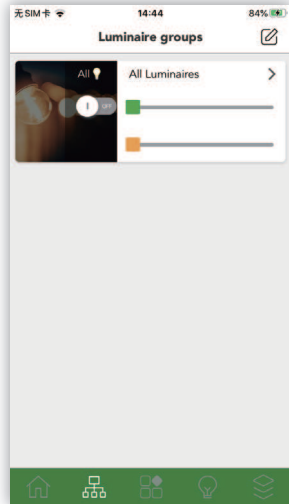 无SIM卡 14:44 84%
Luminaire groups
All All Luminaires
OFF